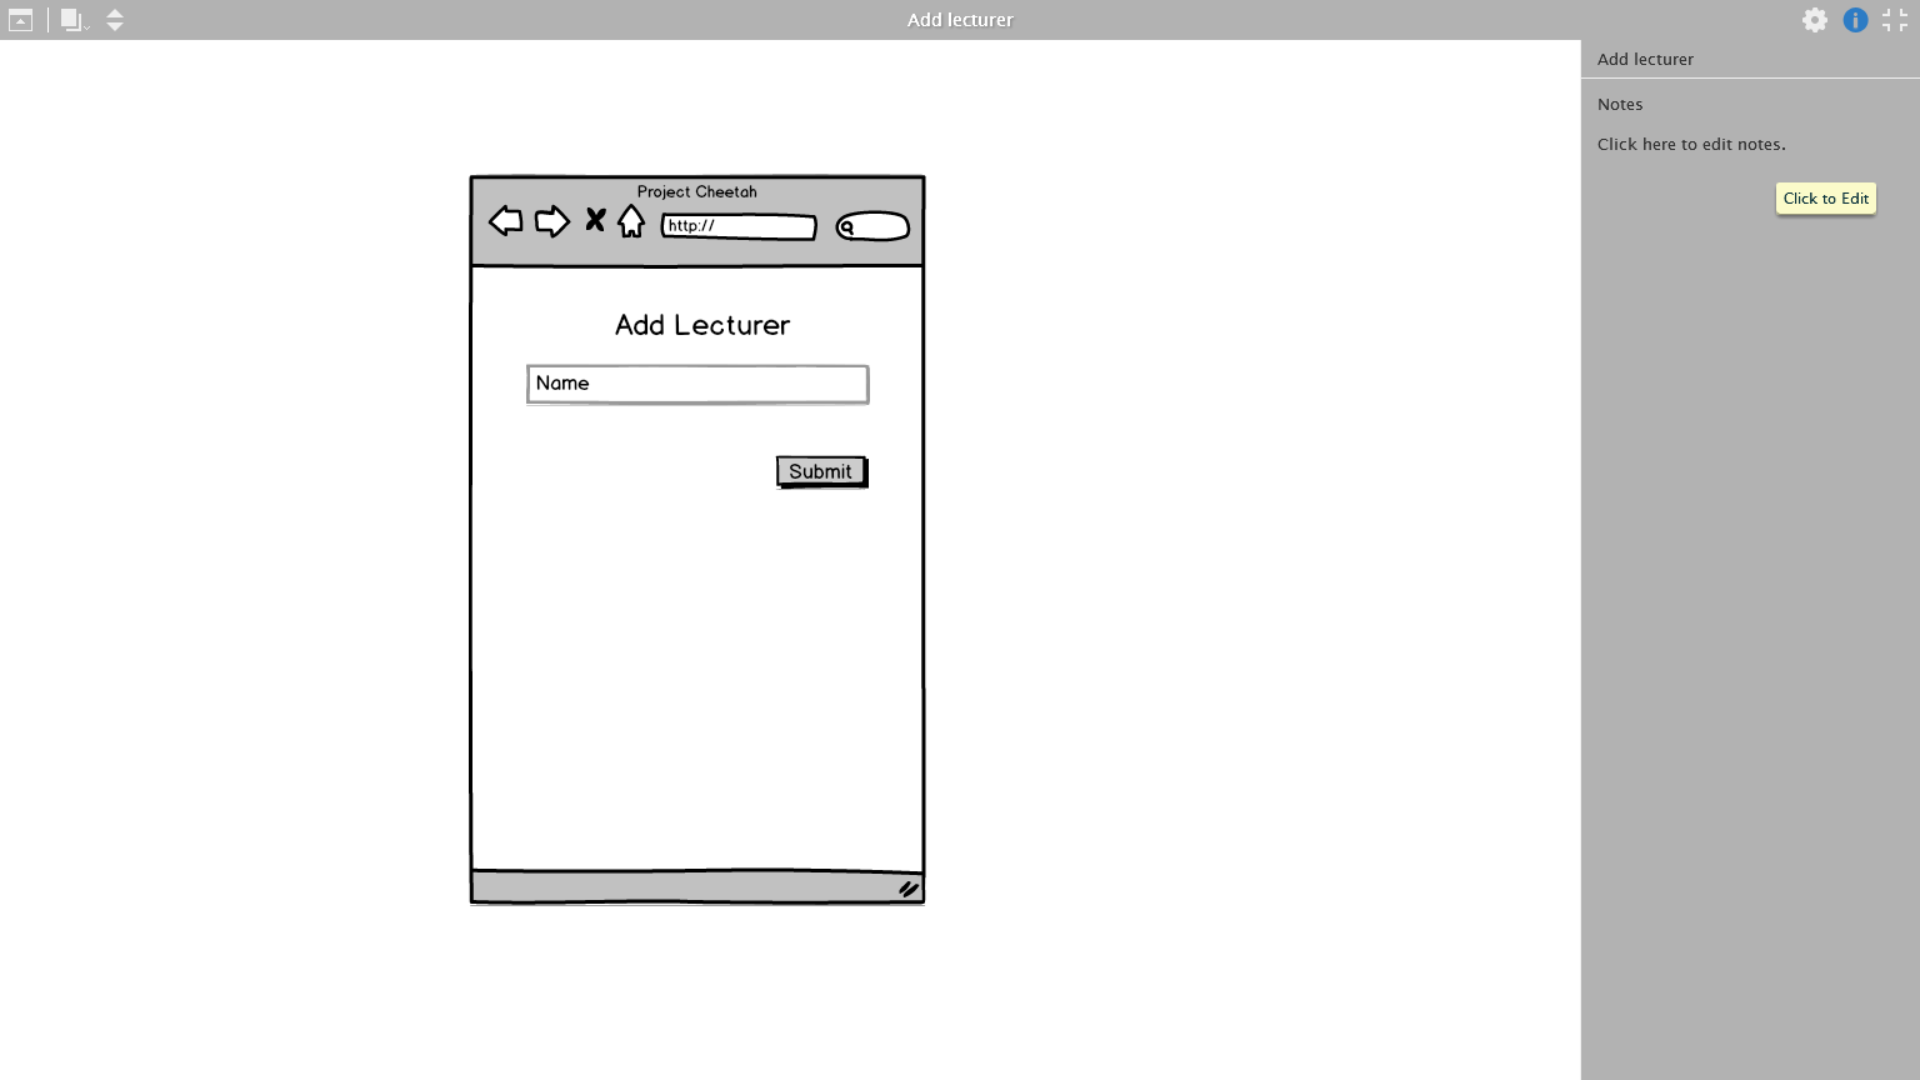 Add lecturer
Add lecturer
Notes
Click here to edit notes.
Click to Edit
Project Cheetah
http://
Add Lecturer
Name
Submit